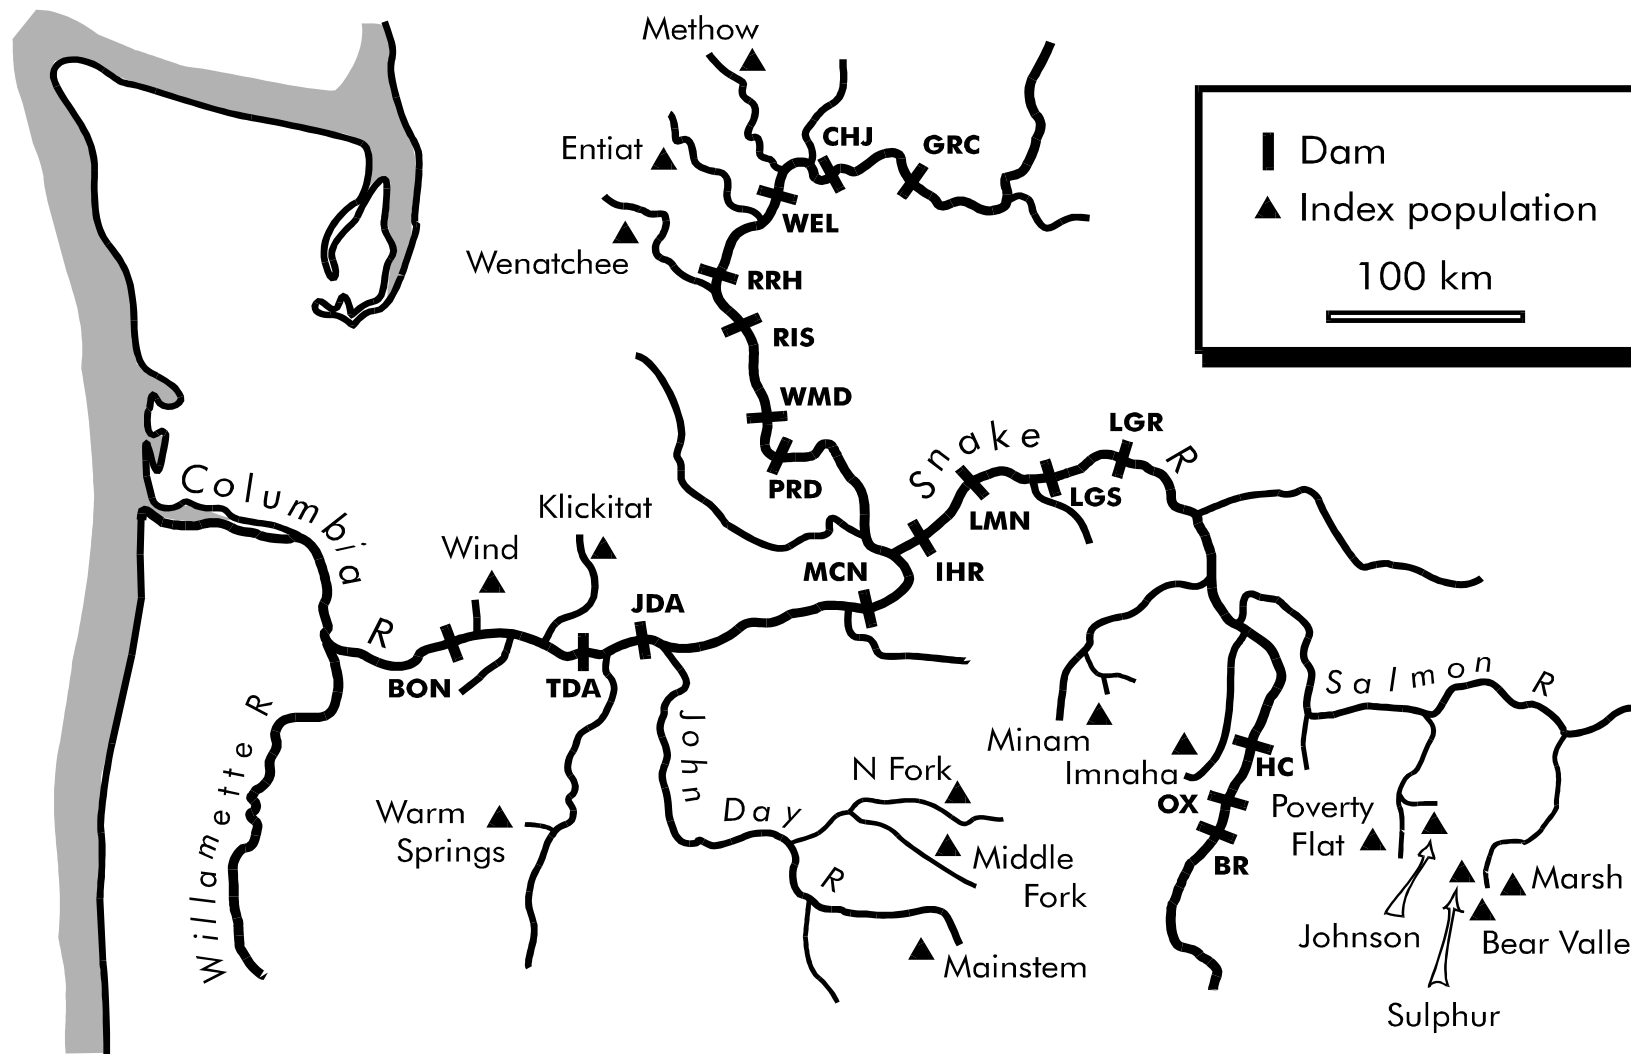 Methow
CHJ
GRC
Entiat
WEL
Wenatchee
RRH
RIS
WMD
PRD
Dam
Index population
100 km
Snake R
LGR
LGS
LMN
IHR
MCN
Columbia R
Klickitat
Wind
JDA
BON
TDA
Willamette R
John Day R
Warm
Springs
N Fork
Middle
Fork
Mainstem
Minam
Imnaha
HC
OX
BR
Salmon R
Poverty
Flat
Johnson
Marsh
Bear Valle
Sulphur